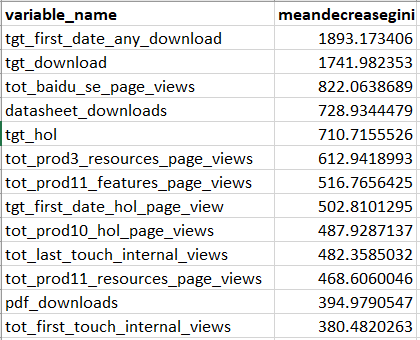 variable_name meandecreasegini
tgt_first_date_any_download 1893.173406
tgt_download 1741.982353
tot_baidu_se_page_views 822.0638689
datasheet_downloads 728.9344479
tgt_hol 710.7155526
tot_prod3_resources_page_views 612.9418993
tot_prod11_features_page_views 516.7656425
tgt_first_date_hol_page_view 502.8101295
tot_prod10_hol_page_views 487.9287137
tot_last_touch_internal_views 482.3585032
tot_prod11_resources_page_views 468.6060046
pdf_downloads 394.9790547
tot_first_touch_internal_views 380.4820263